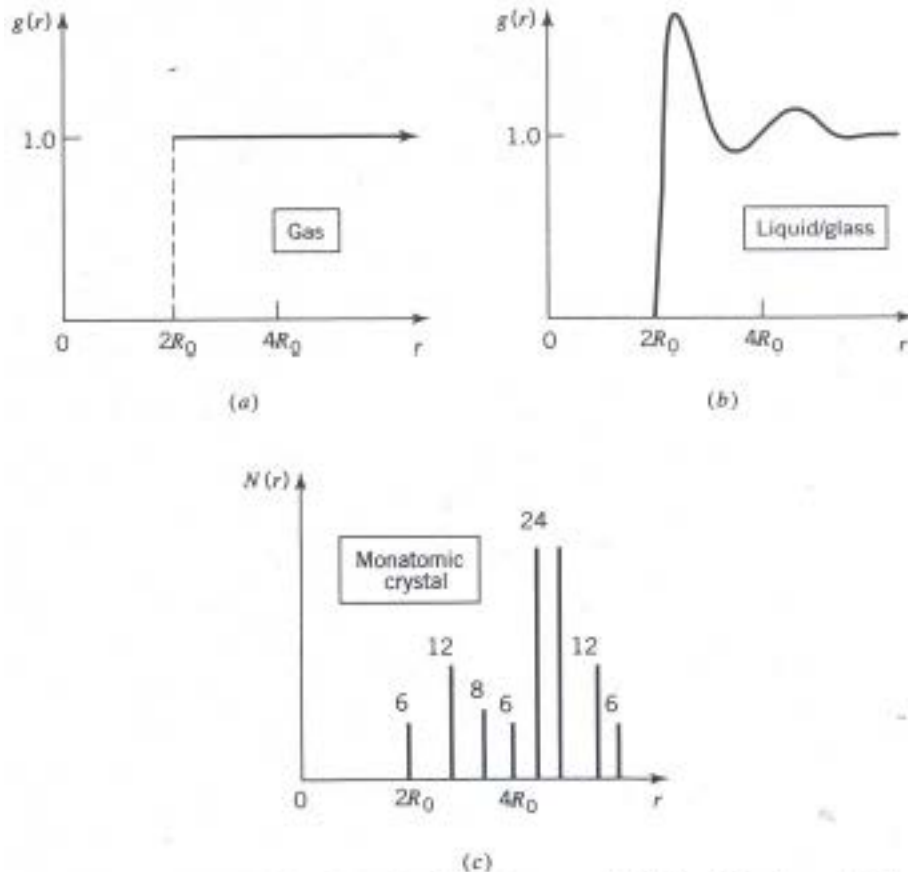 g(r)
1.0
Gas
0
2R₀
4R₀
r
(a)
g(r)
1.0
Liquid/glass
0
2R₀
4R₀
r
(b)
N(r)
24
Monatomic
crystal
12
12
8
6
6
6
0
2R₀
4R₀
r
(c)